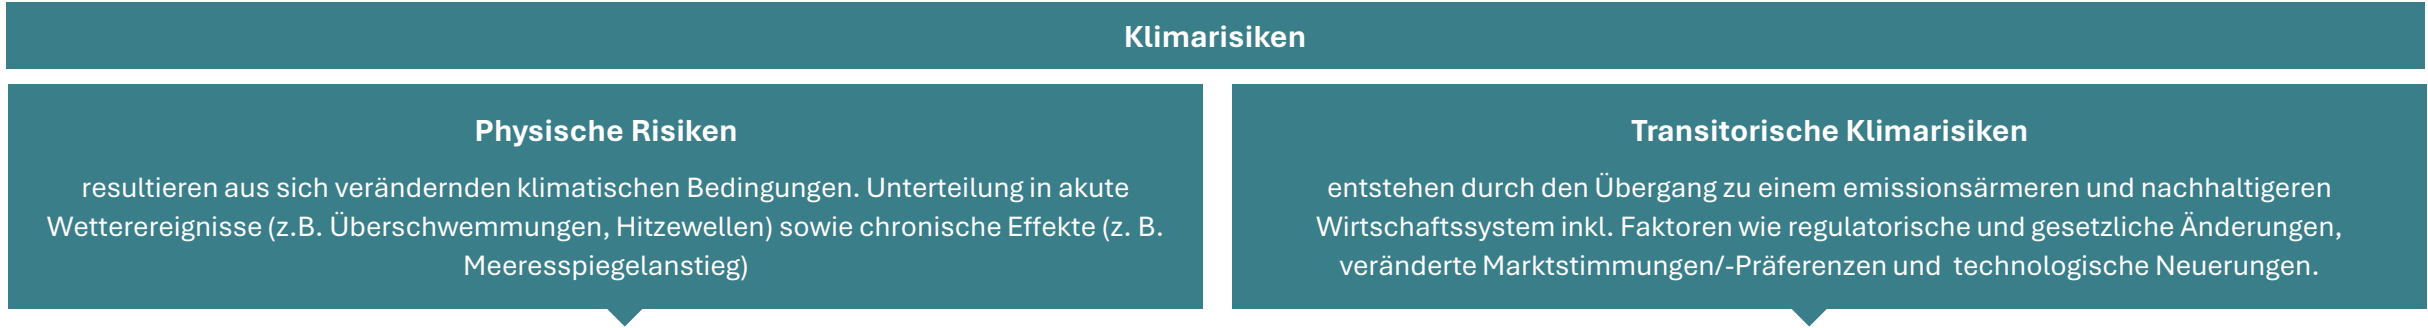 Klimarisiken
Physische Risiken
resultieren aus sich verändernden klimatischen Bedingungen. Unterteilung in akute
Wetterereignisse (z.B. Überschwemmungen, Hitzewellen) sowie chronische Effekte (z. B.
Meeresspiegelanstieg)
Transitorische Klimarisiken
entstehen durch den Übergang zu einem emissionsärmeren und nachhaltigeren
Wirtschaftssystem inkl. Faktoren wie regulatorische und gesetzliche Änderungen,
veränderte Marktstimmungen/-Präferenzen und  technologische Neuerungen.